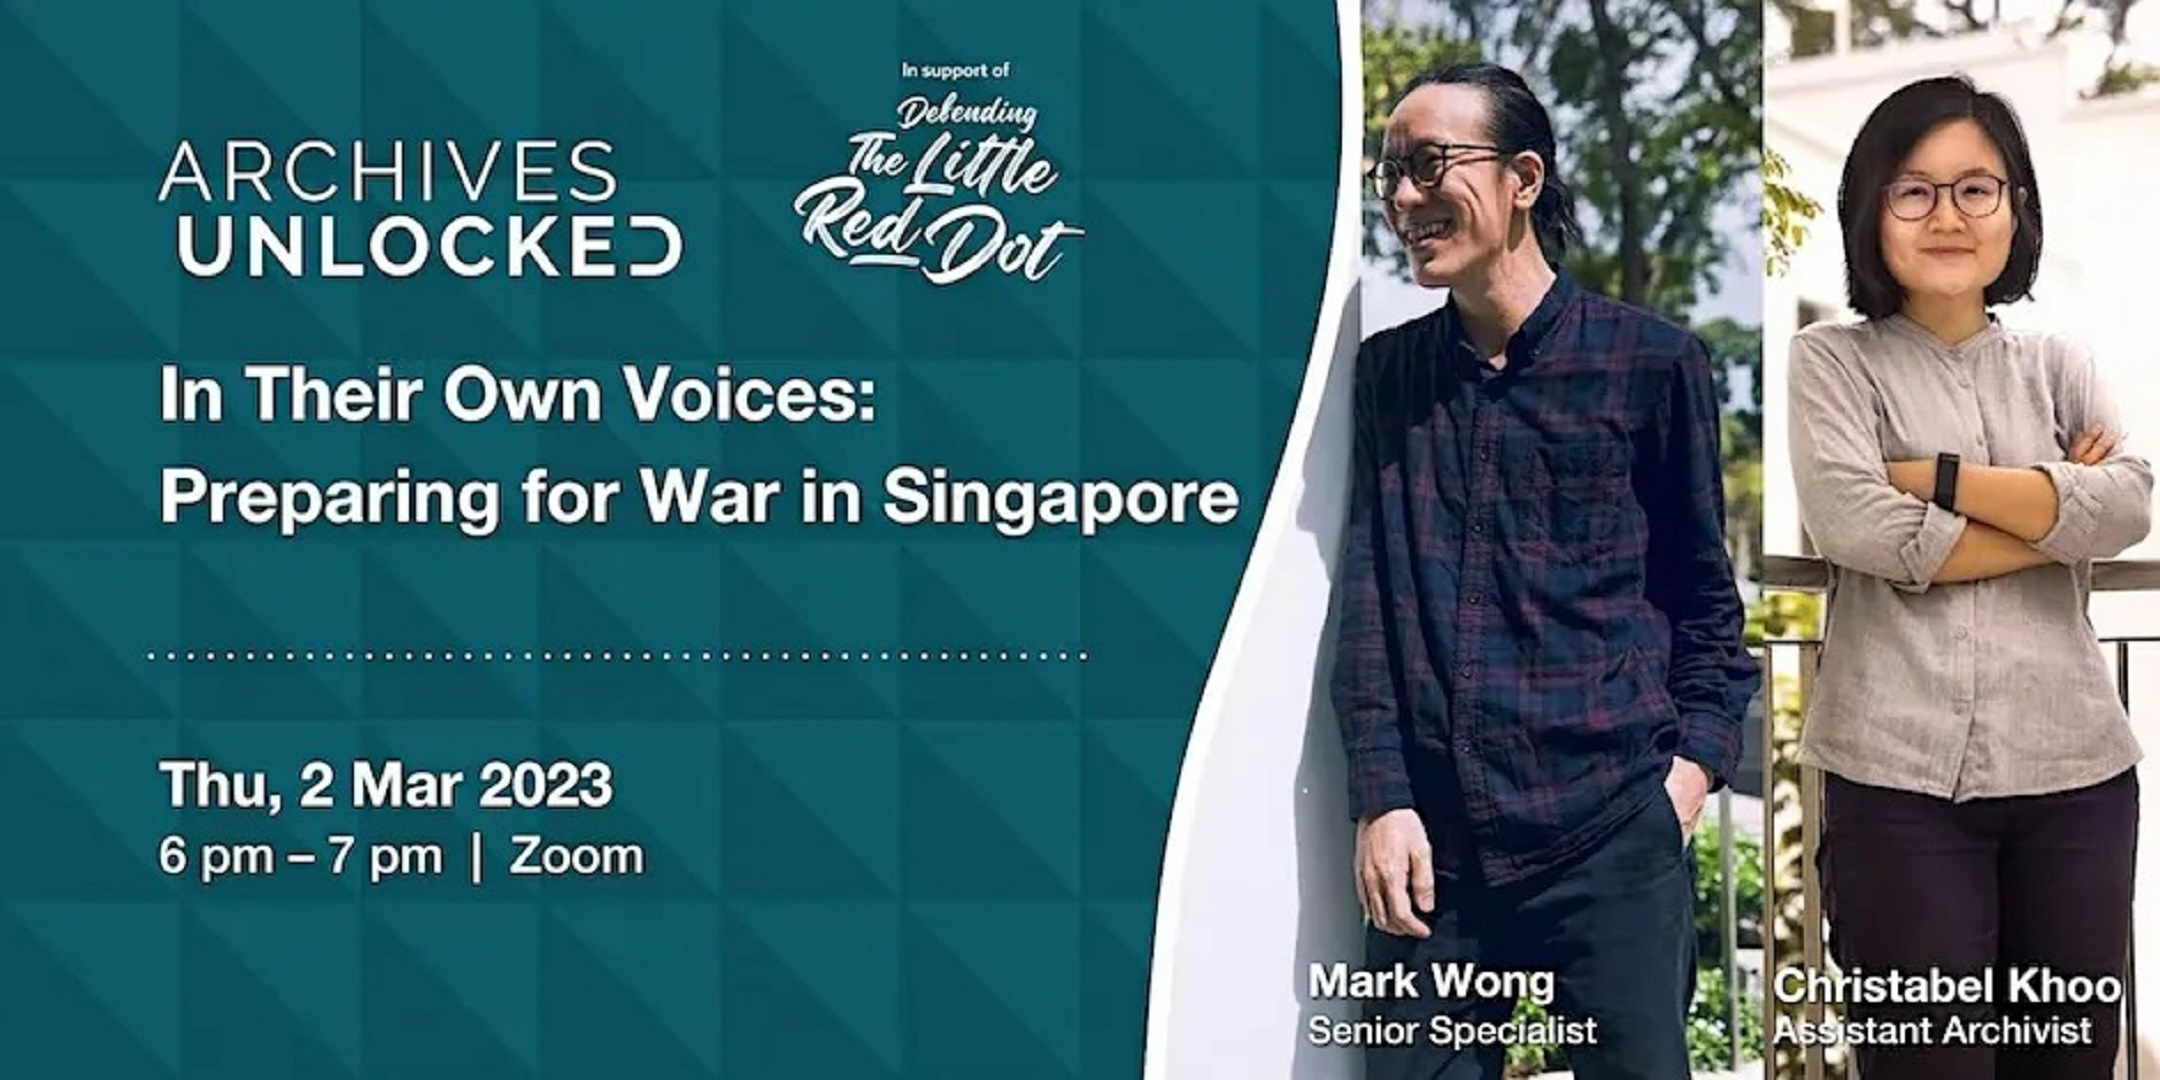 In support of
Defending
The Little
Red Dot
ARCHIVES
UNLOCKED
In Their Own Voices:
Preparing for War in Singapore
Thu, 2 Mar 2023
6 pm – 7 pm | Zoom
Mark Wong
Senior Specialist
Christabel Khoo
Assistant Archivist